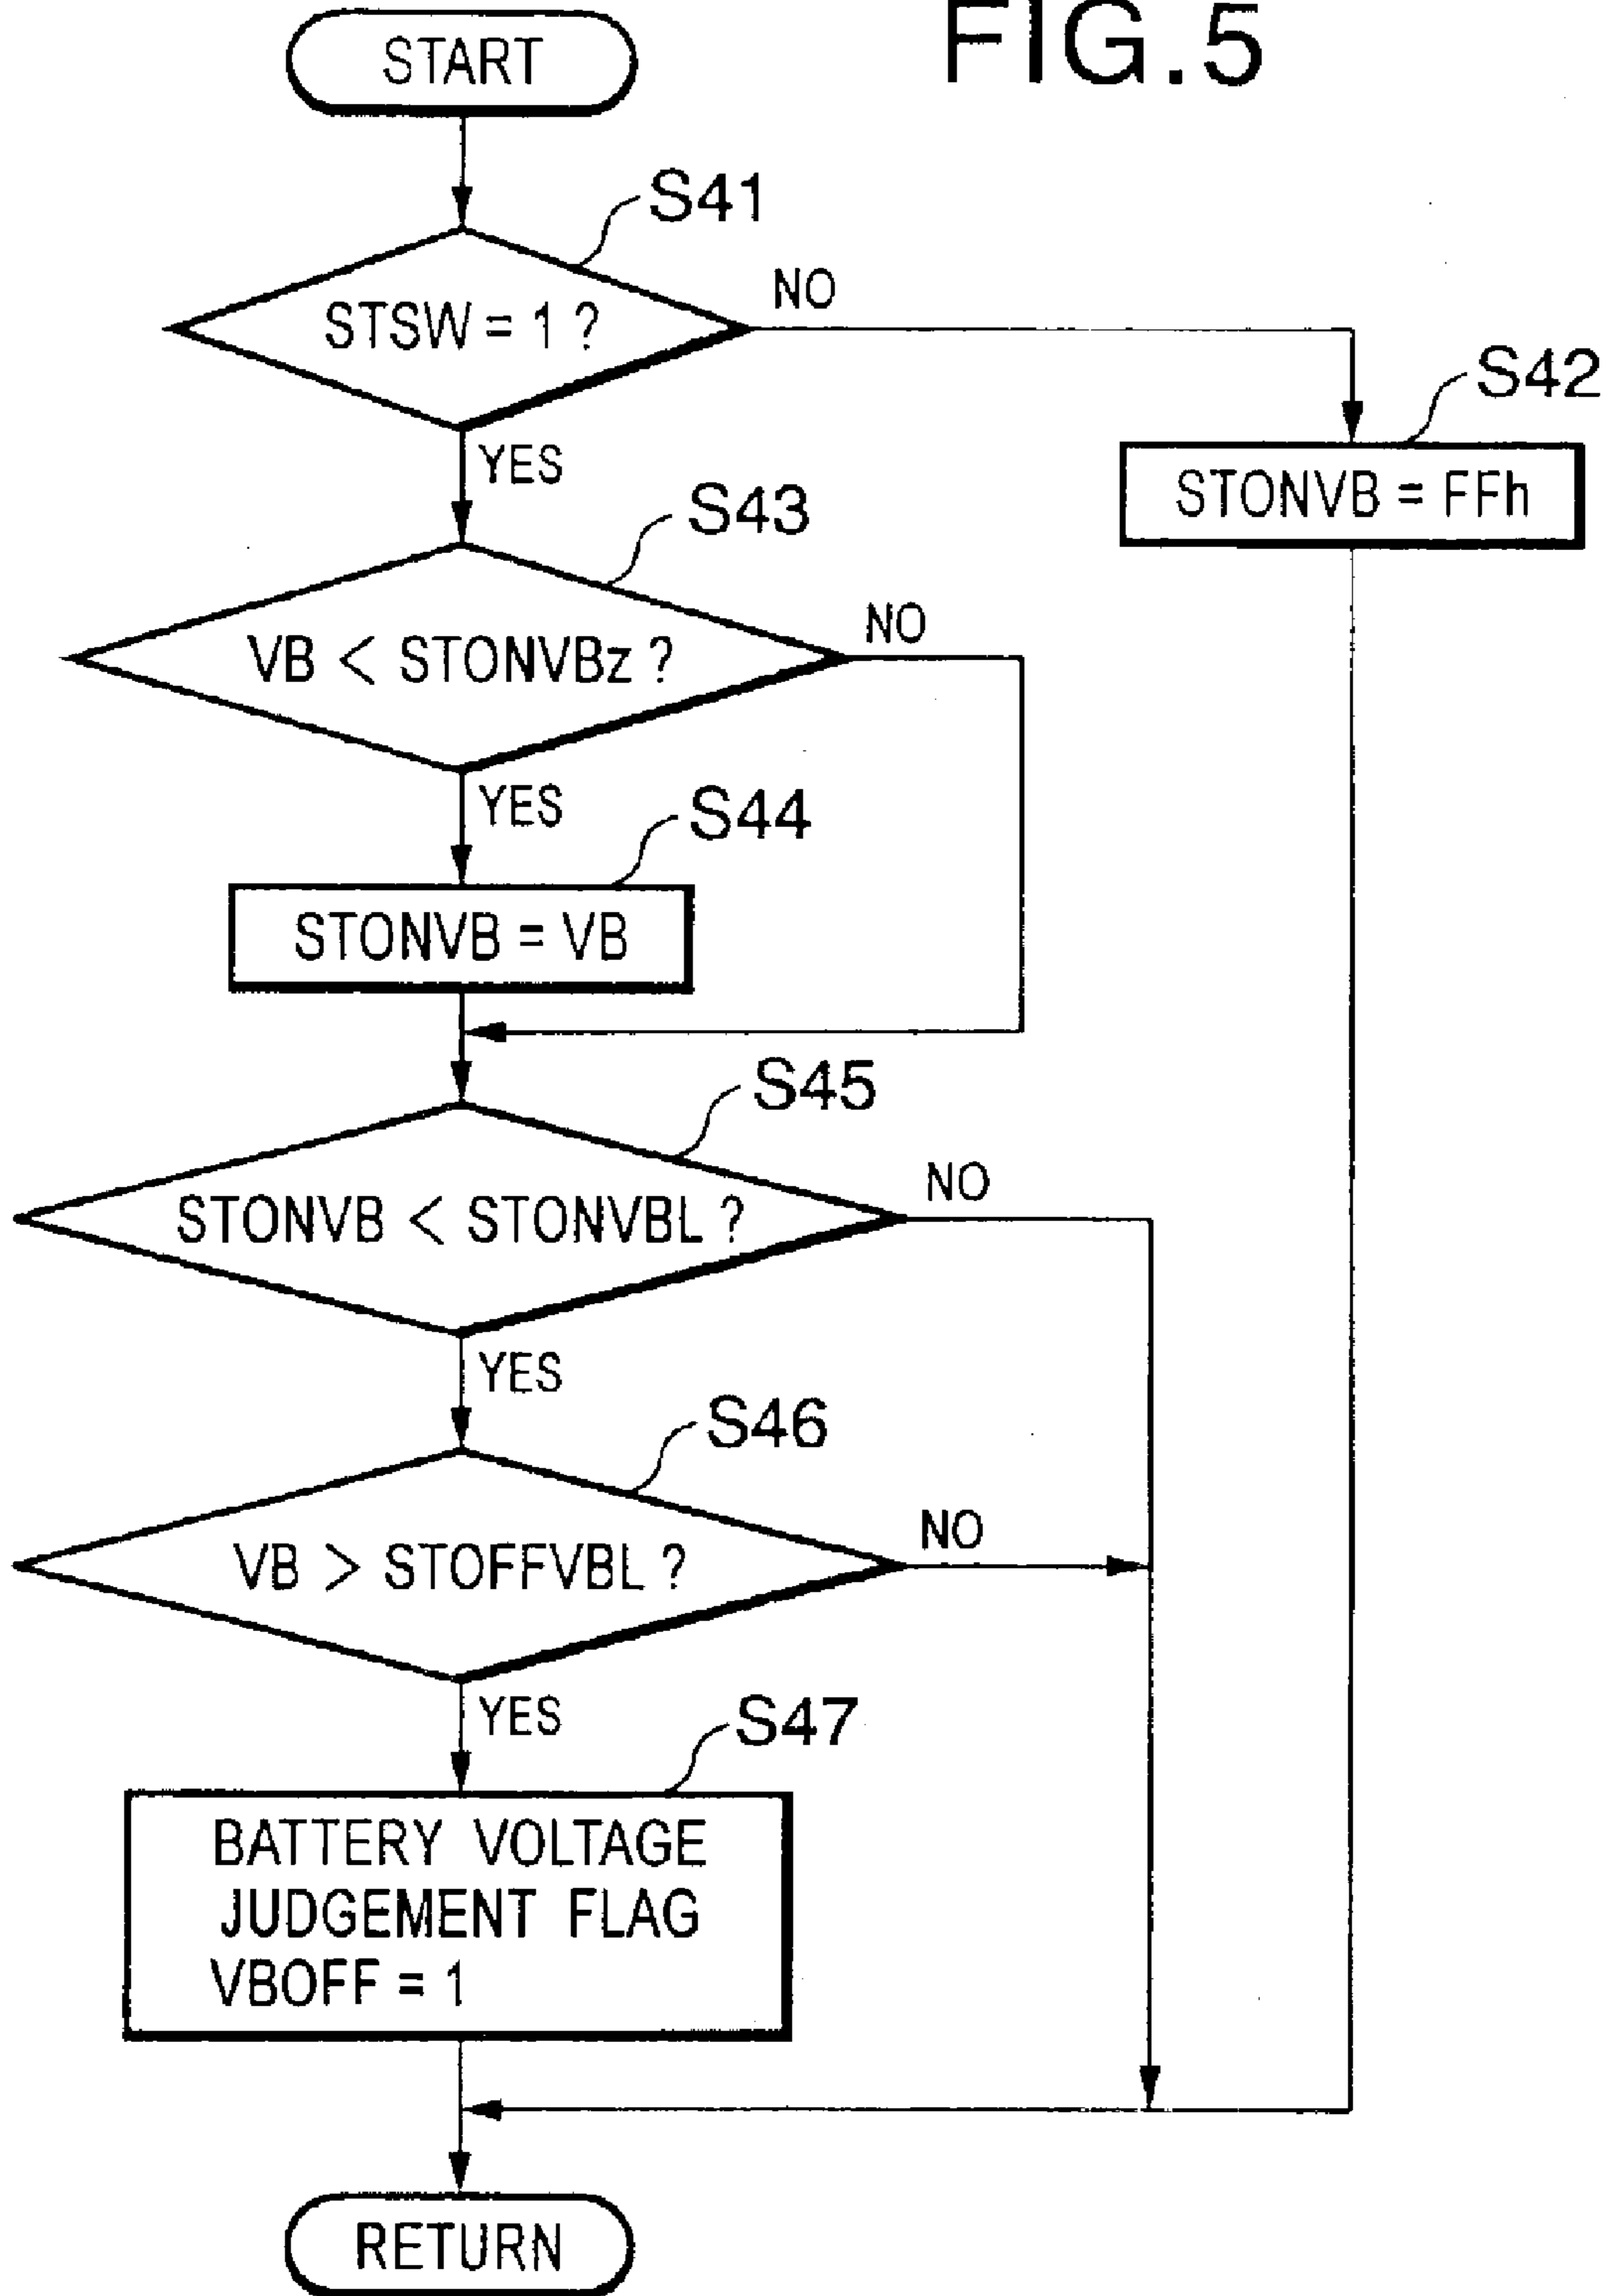 FIG.5
START
S41
STSW = 1 ?
NO
YES
S42
STONVB = FFh
S43
VB < STONVBz ?
NO
YES
S44
STONVB = VB
S45
STONVB < STONVBL ?
NO
YES
S46
VB > STOFFVBL ?
NO
YES
S47
BATTERY VOLTAGE
JUDGEMENT FLAG
VBOFF = 1
RETURN